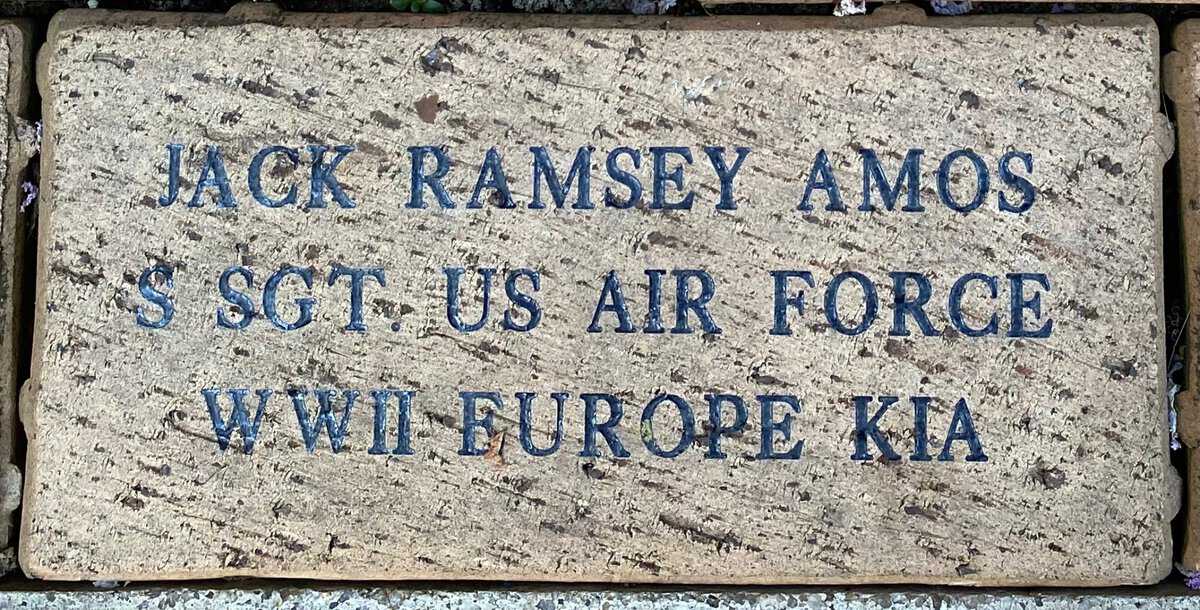 JACK RAMSEY AMOS
S SGT. US AIR FORCE
WWII EUROPE KIA